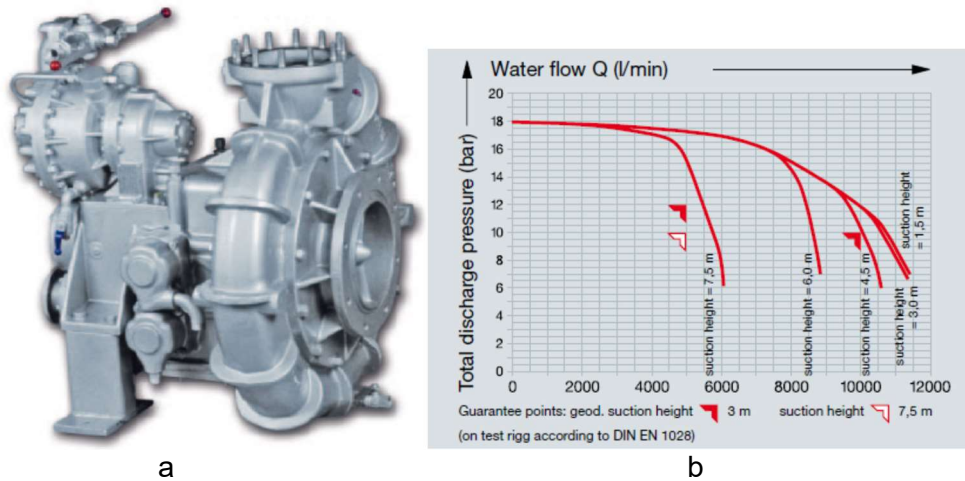 Water flow Q (l/min)
Total discharge pressure (bar)
20
18
16
14
12
10
8
6
4
2
0
suction height = 7,5 m
suction height = 6,0 m
suction height = 4,5 m
suction height
= 3,0 m
suction height
= 1,5 m
0 2000 4000 6000 8000 10000 12000
Guarantee points: geod. suction height 3 m suction height 7,5 m
(on test rigg according to DIN EN 1028)
a b